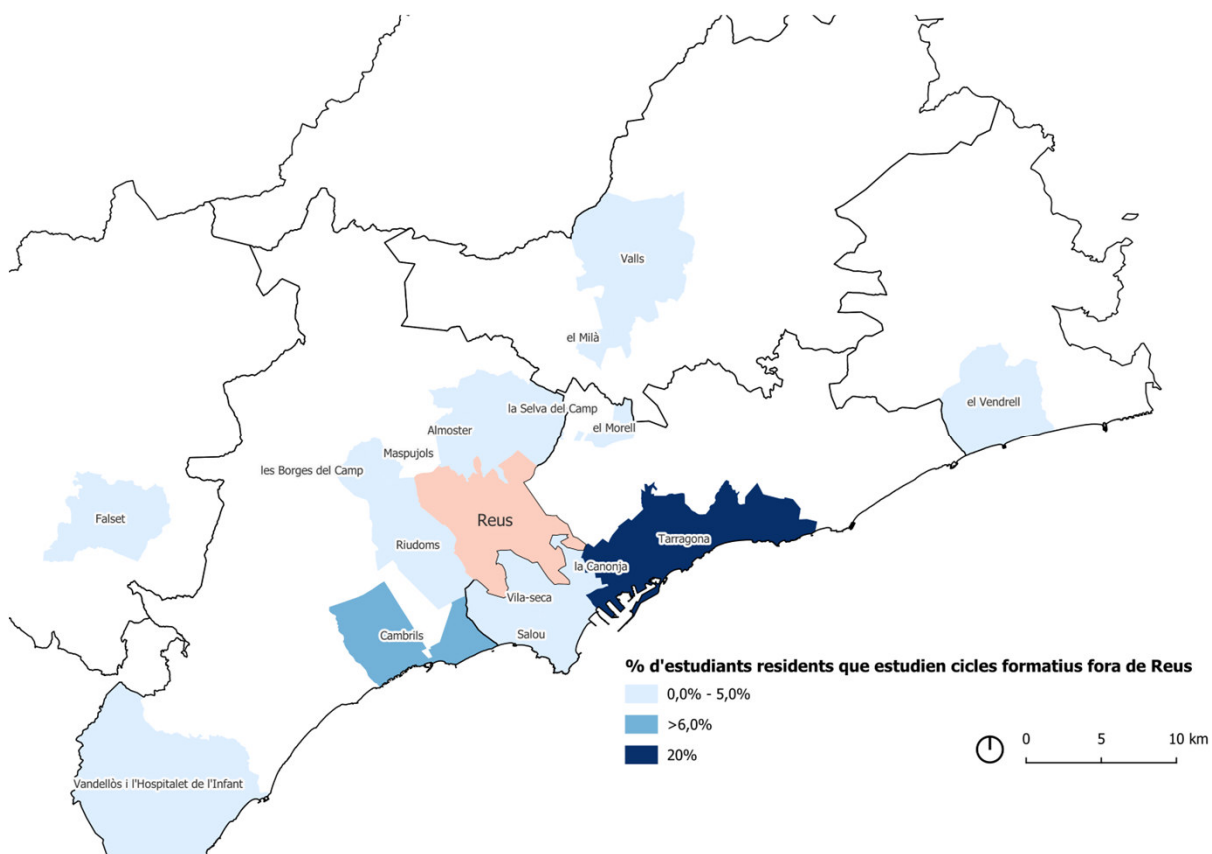 Valls
el Milà
la Selva del Camp
el Vendrell
Almoster
el Morell
Maspujols
les Borges del Camp
Falset
Reus
Riudoms
Tarragona
la Canonja
Vila-seca
Cambrils
Salou
% d'estudiants residents que estudien cicles formatius fora de Reus
0,0% - 5,0%
>6,0%
20%
0 5 10 km
Vandellòs i l'Hospitalet de l'Infant